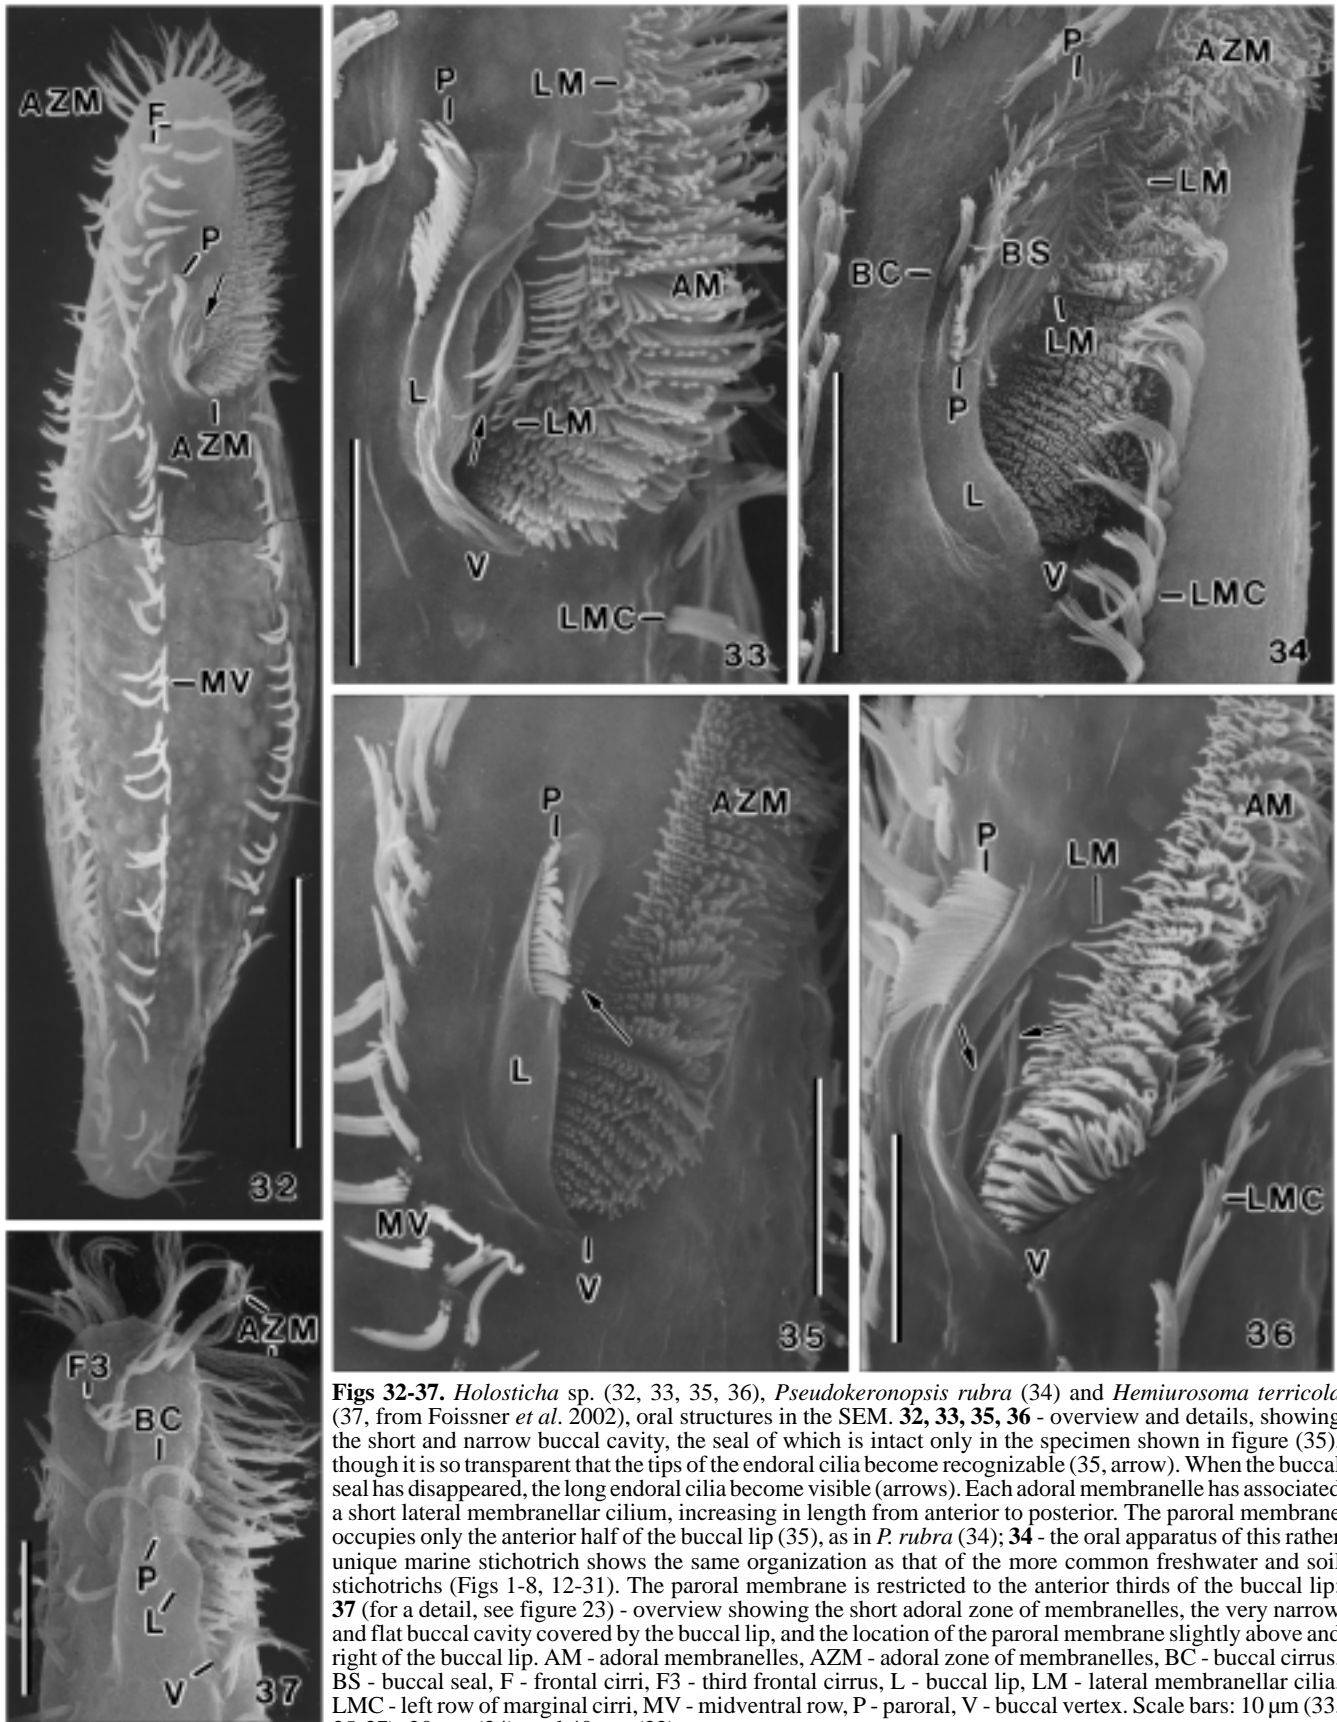 AZM
F
P
AZM
MV
32
P
LM
AM
L
LM
V
LMC
33
P
AZM
LM
BC
BS
LM
P
L
V
LMC
34
P
AZM
L
MV
V
35
P
LM
AM
LMC
V
36
AZM
F3
BC
P
L
V
37
Figs 32-37. Holosticha sp. (32, 33, 35, 36), Pseudokeronopsis rubra (34) and Hemiurosoma terricola
(37, from Foissner et al. 2002), oral structures in the SEM. 32, 33, 35, 36 - overview and details, showing
the short and narrow buccal cavity, the seal of which is intact only in the specimen shown in figure (35),
though it is so transparent that the tips of the endoral cilia become recognizable (35, arrow). When the buccal
seal has disappeared, the long endoral cilia become visible (arrows). Each adoral membranelle has associated
a short lateral membranellar cilium, increasing in length from anterior to posterior. The paroral membrane
occupies only the anterior half of the buccal lip (35), as in P. rubra (34); 34 - the oral apparatus of this rather
unique marine stichotrich shows the same organization as that of the more common freshwater and soil
stichotrichs (Figs 1-8, 12-31). The paroral membrane is restricted to the anterior thirds of the buccal lip;
37 (for a detail, see figure 23) - overview showing the short adoral zone of membranelles, the very narrow
and flat buccal cavity covered by the buccal lip, and the location of the paroral membrane slightly above and
right of the buccal lip. AM - adoral membranelles, AZM - adoral zone of membranelles, BC - buccal cirrus,
BS - buccal seal, F - frontal cirri, F3 - third frontal cirrus, L - buccal lip, LM - lateral membranellar cilia,
LMC - left row of marginal cirri, MV - midventral row, P - paroral, V - buccal vertex. Scale bars: 10 µm (33,